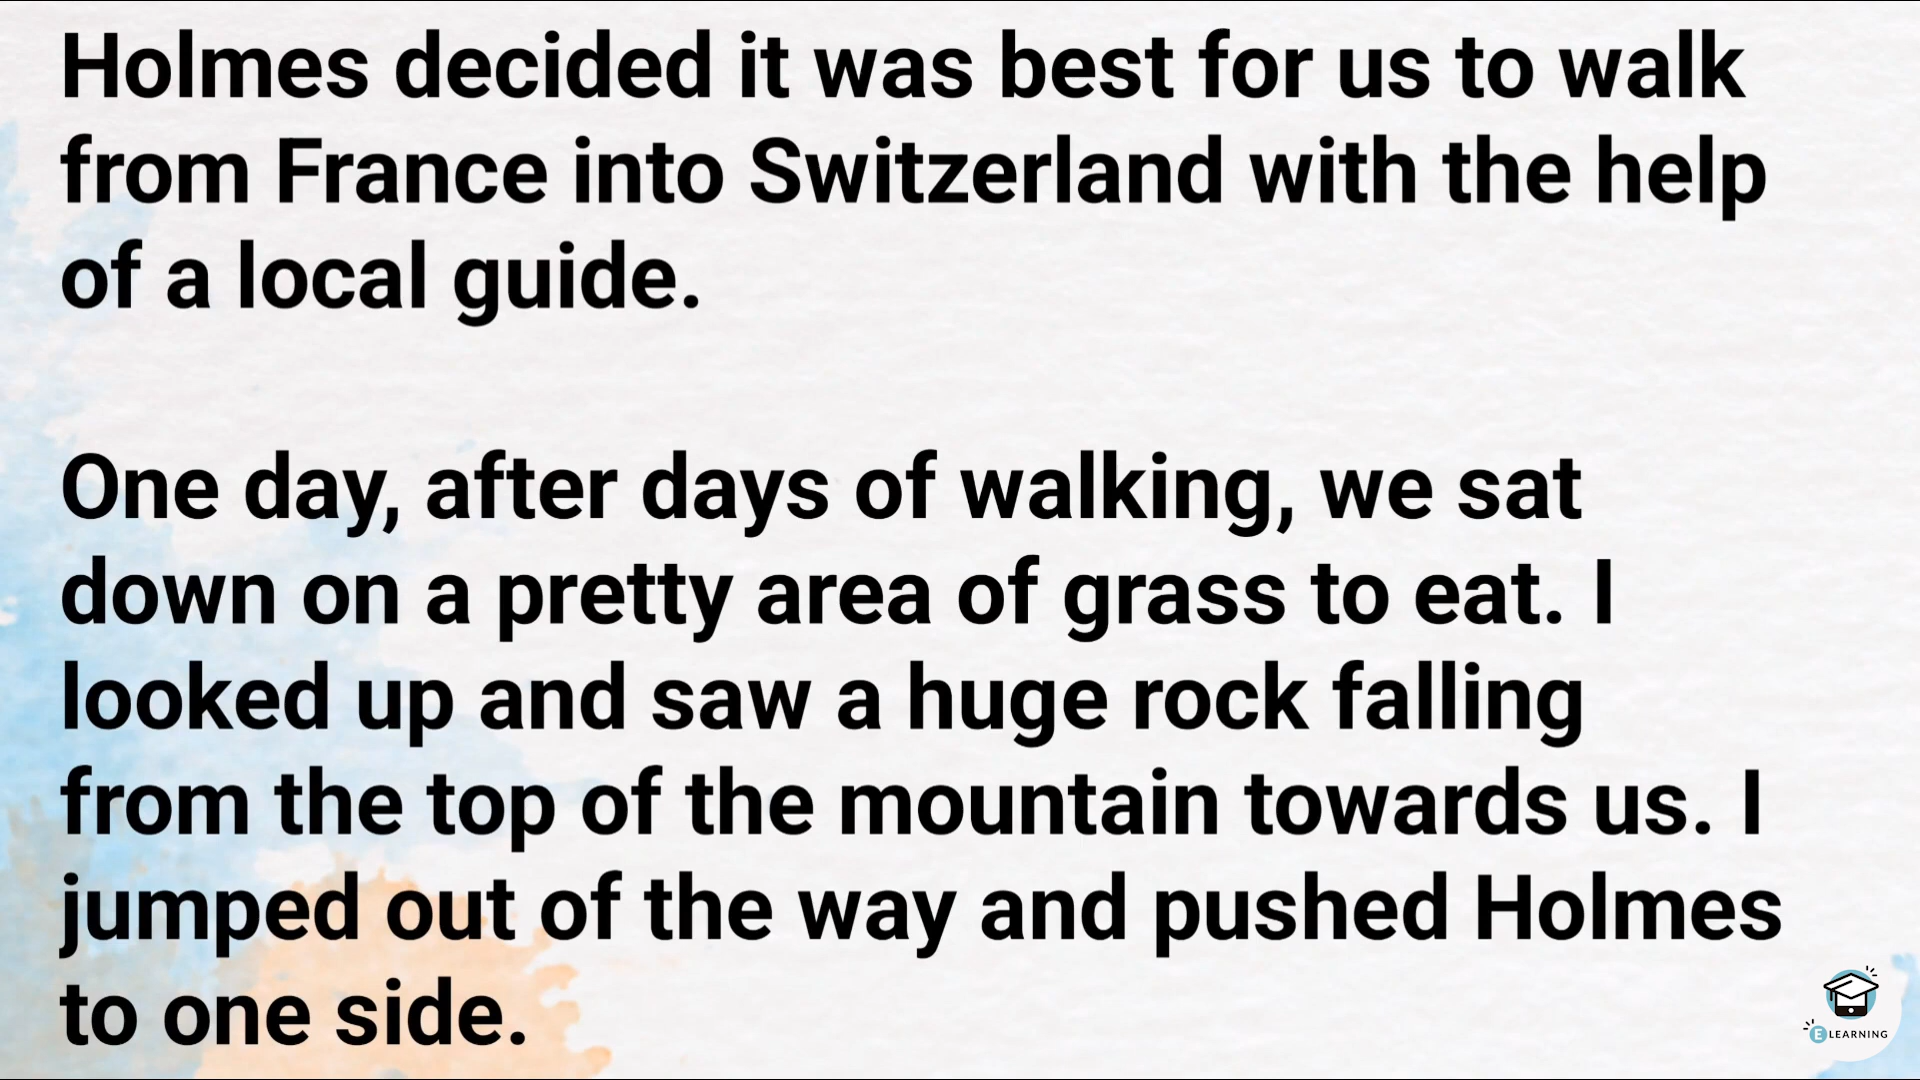 Holmes decided it was best for us to walk
from France into Switzerland with the help
of a local guide.
One day, after days of walking, we sat
down on a pretty area of grass to eat. I
looked up and saw a huge rock falling
from the top of the mountain towards us. I
jumped out of the way and pushed Holmes
to one side.
E LEARNING